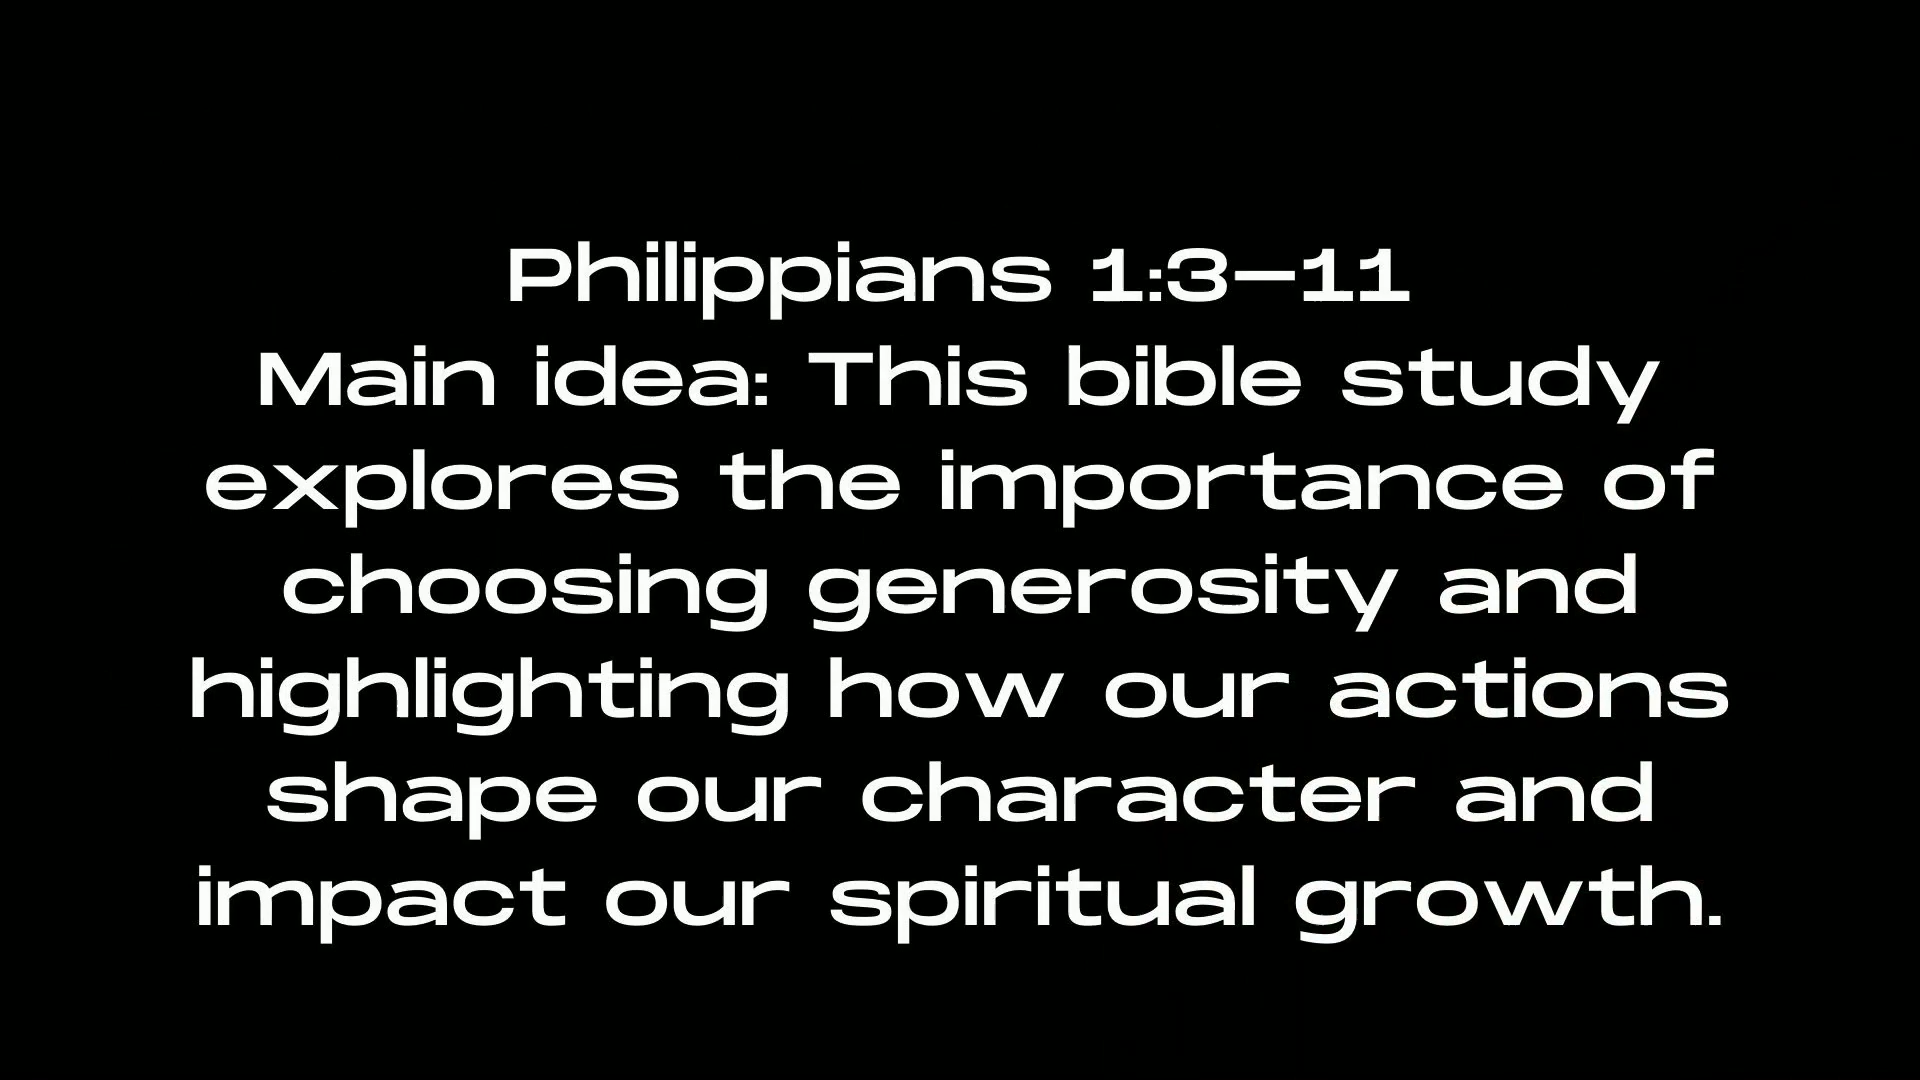 Philippians 1:3–11
Main idea: This bible study
explores the importance of
choosing generosity and
highlighting how our actions
shape our character and
impact our spiritual growth.